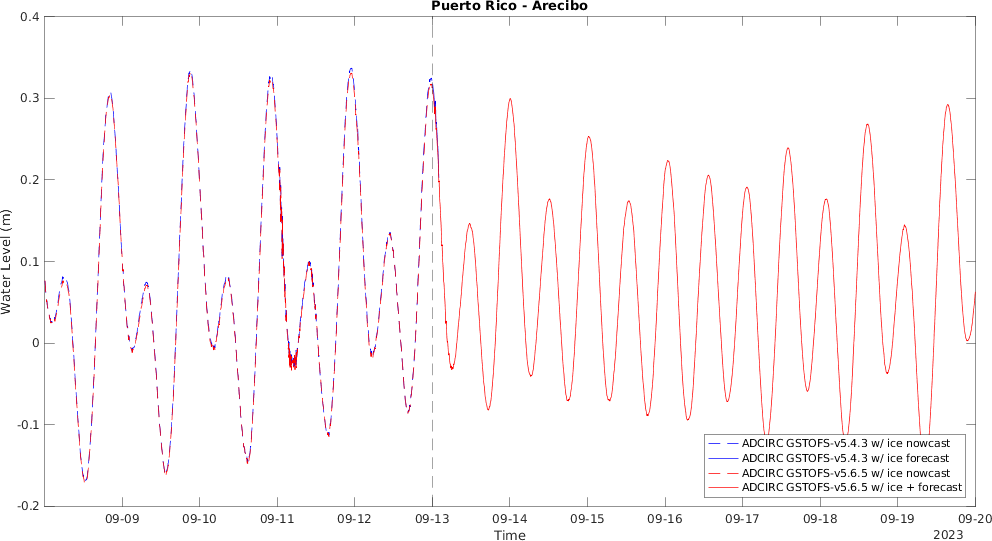 Puerto Rico - Arecibo
0.4
0.3
0.2
0.1
0
-0.1
-0.2
Water Level (m)
ADCIRC GSTOFS-v5.4.3 w/ ice nowcast
ADCIRC GSTOFS-v5.4.3 w/ ice forecast
ADCIRC GSTOFS-v5.6.5 w/ ice nowcast
ADCIRC GSTOFS-v5.6.5 w/ ice + forecast
09-09 09-10 09-11 09-12 09-13 09-14 09-15 09-16 09-17 09-18 09-19 09-20
Time
2023